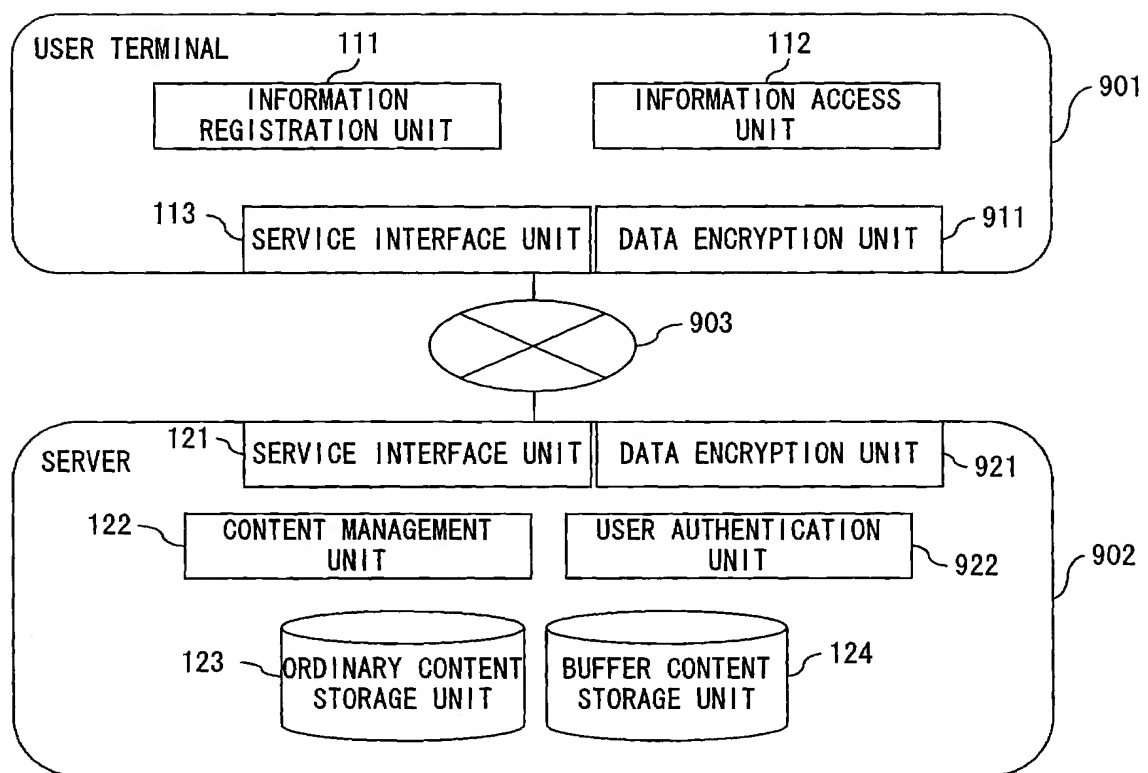 USER TERMINAL
111
112
INFORMATION
REGISTRATION UNIT
INFORMATION ACCESS
UNIT
901
113
SERVICE INTERFACE UNIT
DATA ENCRYPTION UNIT
911
903
121
SERVICE INTERFACE UNIT
DATA ENCRYPTION UNIT
921
SERVER
122
CONTENT MANAGEMENT
UNIT
USER AUTHENTICATION
UNIT
922
902
123
ORDINARY CONTENT
STORAGE UNIT
BUFFER CONTENT
STORAGE UNIT
124